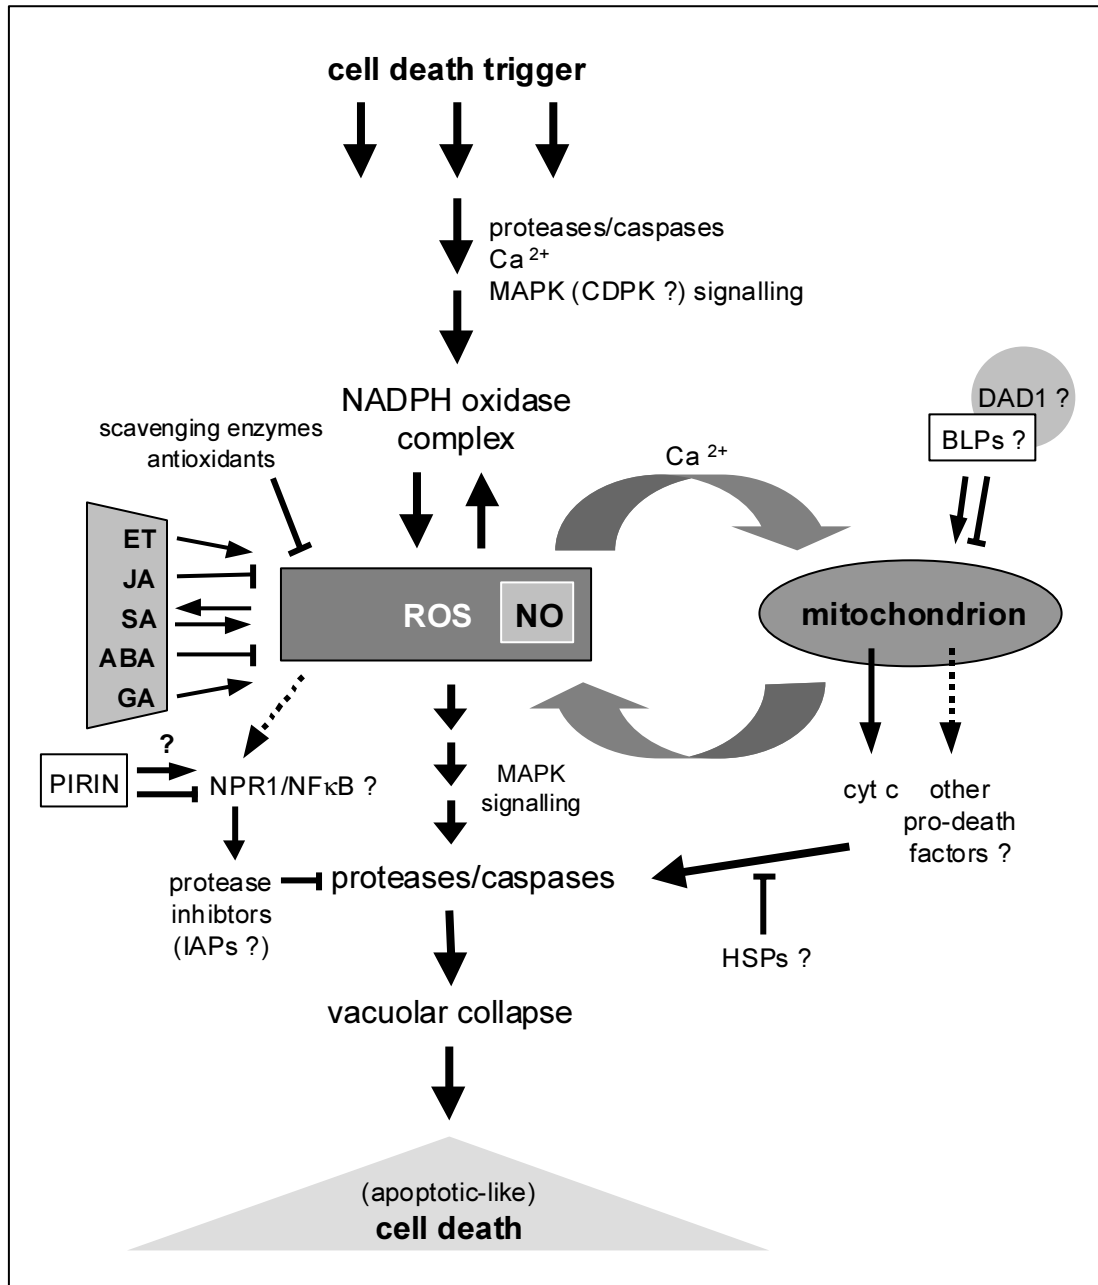 cell death trigger
proteases/caspases
Ca 2+
MAPK (CDPK ?) signalling
NADPH oxidase
complex
scavenging enzymes
antioxidants
Ca 2+
DAD1 ?
BLPs ?
ET
JA
SA
ABA
GA
ROS
NO
mitochondrion
?
PIRIN
NPR1/NFκB ?
MAPK
signalling
cyt c
other
pro-death
factors ?
protease
inhibtors
(IAPs ?)
proteases/caspases
HSPs ?
vacuolar collapse
(apoptotic-like)
cell death